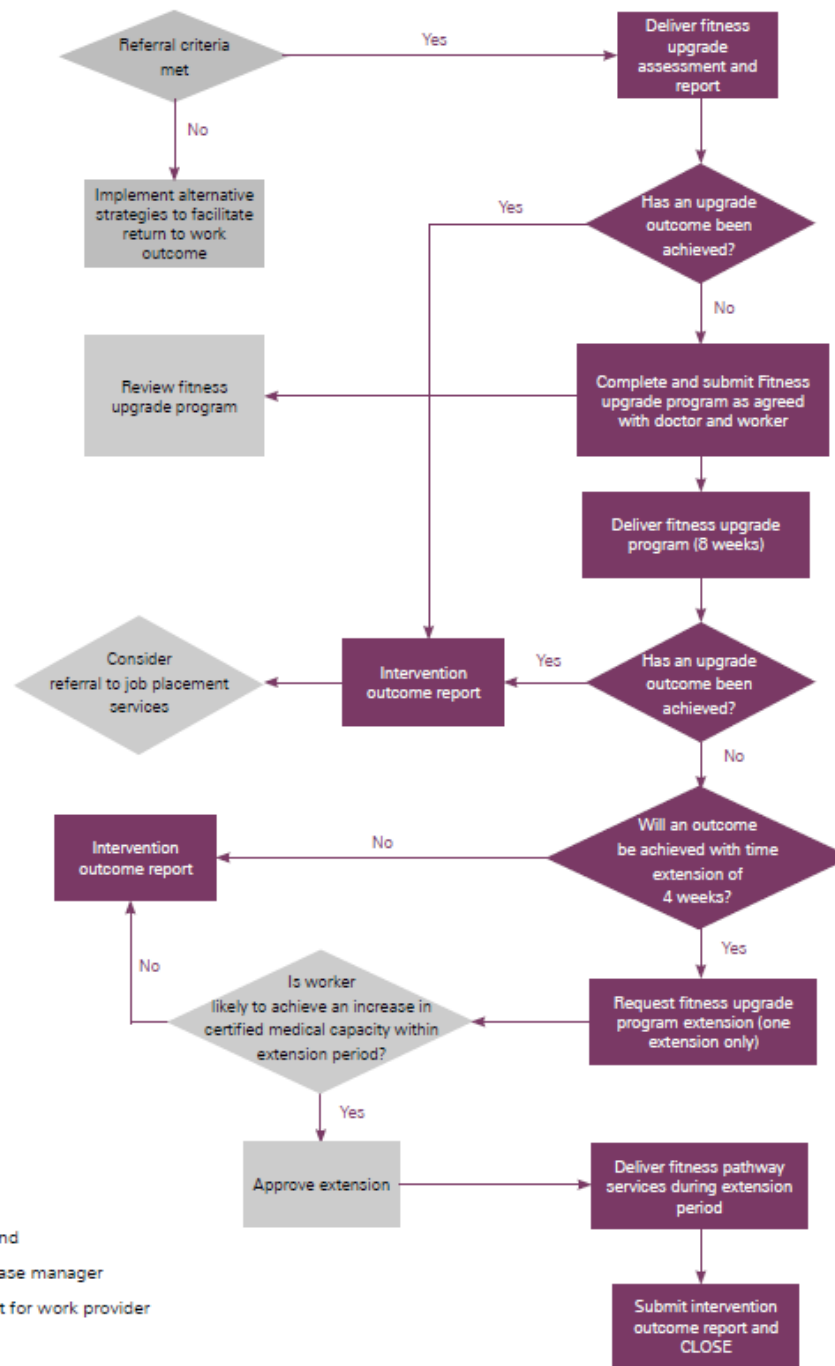 Referral criteria
met
Yes
Deliver fitness
upgrade
assessment and
report
No
Implement alternative
strategies to facilitate
return to work
outcome
Yes
Has an upgrade
outcome been
achieved?
No
Review fitness
upgrade program
Complete and submit Fitness
upgrade program as agreed
with doctor and worker
Deliver fitness upgrade
program (8 weeks)
Consider
referral to job placement
services
Intervention
outcome report
Yes
Has an upgrade
outcome been
achieved?
No
Intervention
outcome report
No
Will an outcome
be achieved with time
extension of
4 weeks?
Yes
No
Is worker
likely to achieve an increase in
certified medical capacity within
extension period?
Request fitness upgrade
program extension (one
extension only)
Yes
Approve extension
Deliver fitness pathway
services during extension
period
nd
ase manager
t for work provider
Submit intervention
outcome report and
CLOSE